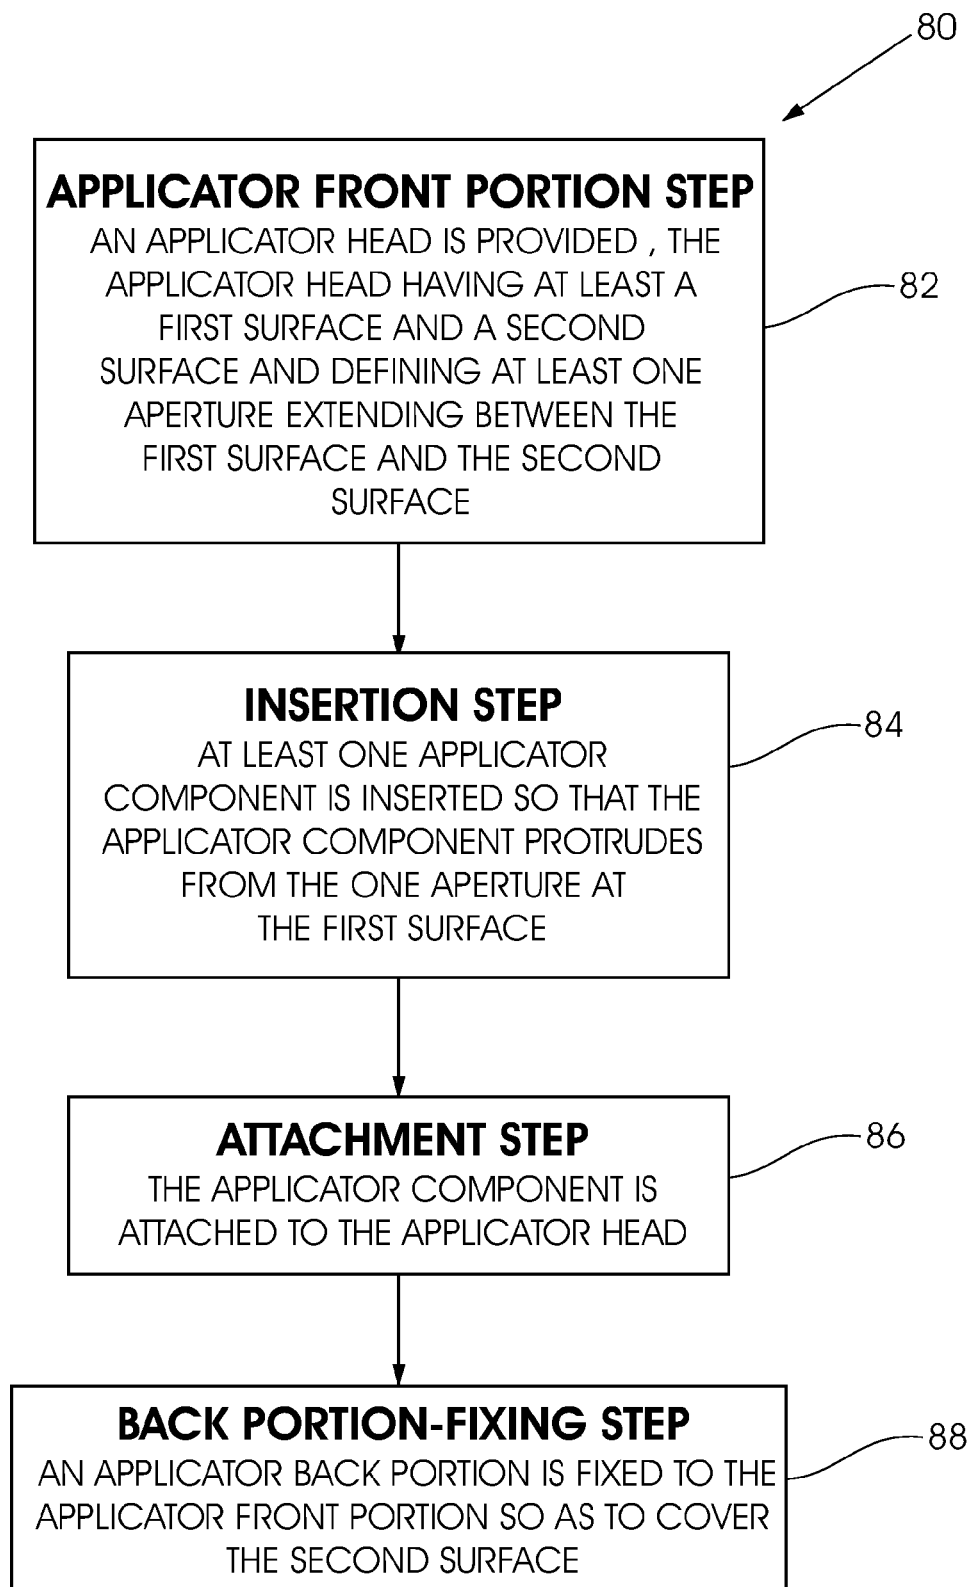 80
APPLICATOR FRONT PORTION STEP
AN APPLICATOR HEAD IS PROVIDED , THE
APPLICATOR HEAD HAVING AT LEAST A
FIRST SURFACE AND A SECOND
SURFACE AND DEFINING AT LEAST ONE
APERTURE EXTENDING BETWEEN THE
FIRST SURFACE AND THE SECOND
SURFACE
82
INSERTION STEP
AT LEAST ONE APPLICATOR
COMPONENT IS INSERTED SO THAT THE
APPLICATOR COMPONENT PROTRUDES
FROM THE ONE APERTURE AT
THE FIRST SURFACE
84
ATTACHMENT STEP
THE APPLICATOR COMPONENT IS
ATTACHED TO THE APPLICATOR HEAD
86
BACK PORTION-FIXING STEP
AN APPLICATOR BACK PORTION IS FIXED TO THE
APPLICATOR FRONT PORTION SO AS TO COVER
THE SECOND SURFACE
88